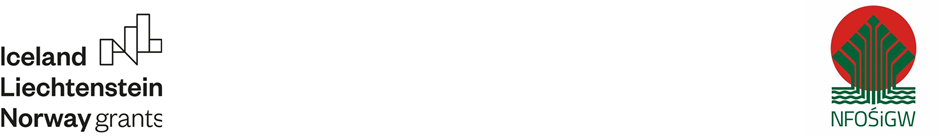 Iceland
Liechtenstein
Norway grants
NFOŚiGW